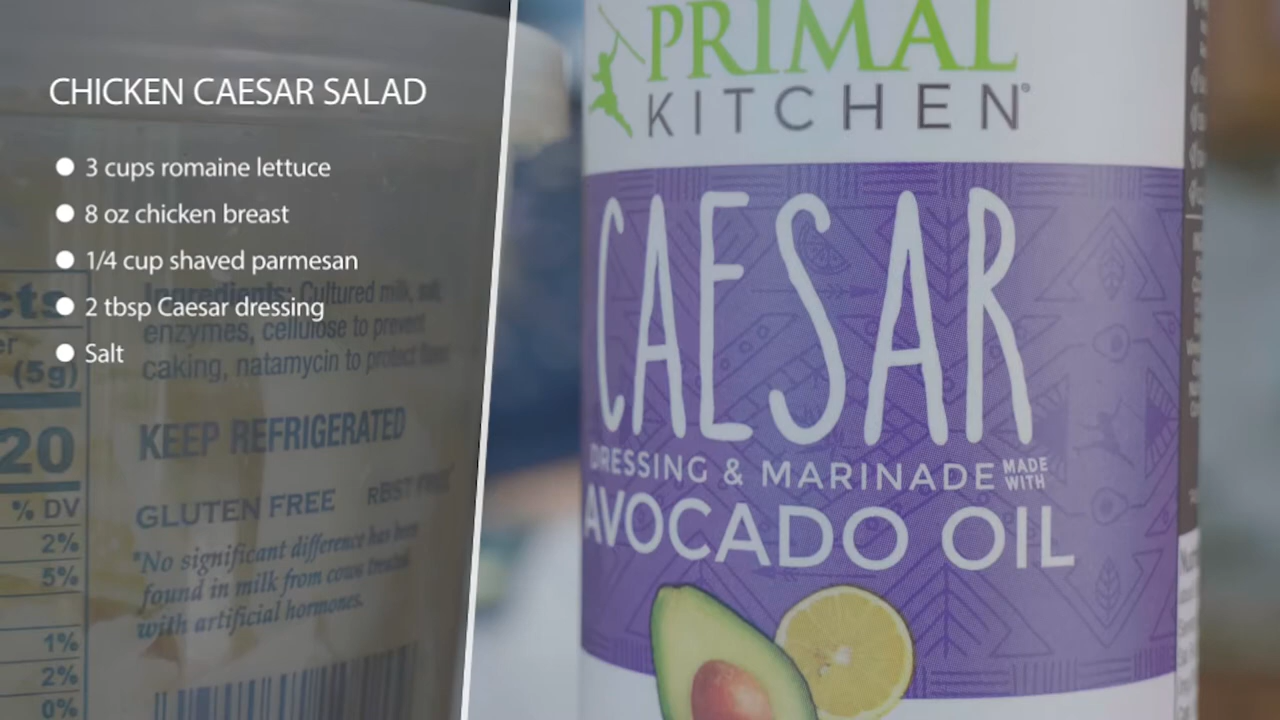 CHICKEN CAESAR SALAD
3 cups romaine lettuce
8 oz chicken breast
1/4 cup shaved parmesan
2 tbsp Caesar dressing
Salt
cts
er
(5g)
20
% DV
2%
5%
1%
2%
0%
Ingredients: Cultured milk, salt,
enzymes, cellulose to prevent
caking, natamycin to protect flavor.
KEEP REFRIGERATED
GLUTEN FREE rBST FREE
*No significant difference has been
found in milk from cows treated
with artificial hormones.
PRIMAL
KITCHEN®
CAESAR
DRESSING & MARINADE MADE
WITH
AVOCADO OIL